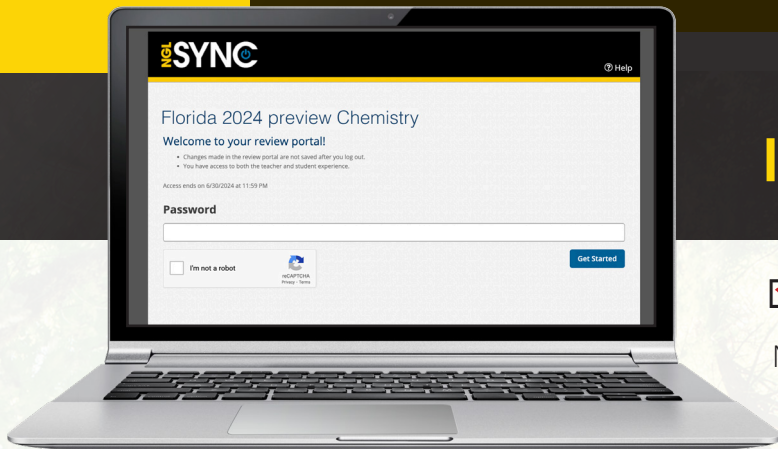 NGL SYNC
Help
Florida 2024 preview Chemistry
Welcome to your review portal!
• Changes made in the review portal are not saved after you log out.
• You have access to both the teacher and student experience.
Access ends on 6/30/2024 at 11:59 PM
Password
I'm not a robot
reCAPTCHA
Privacy - Terms
Get Started